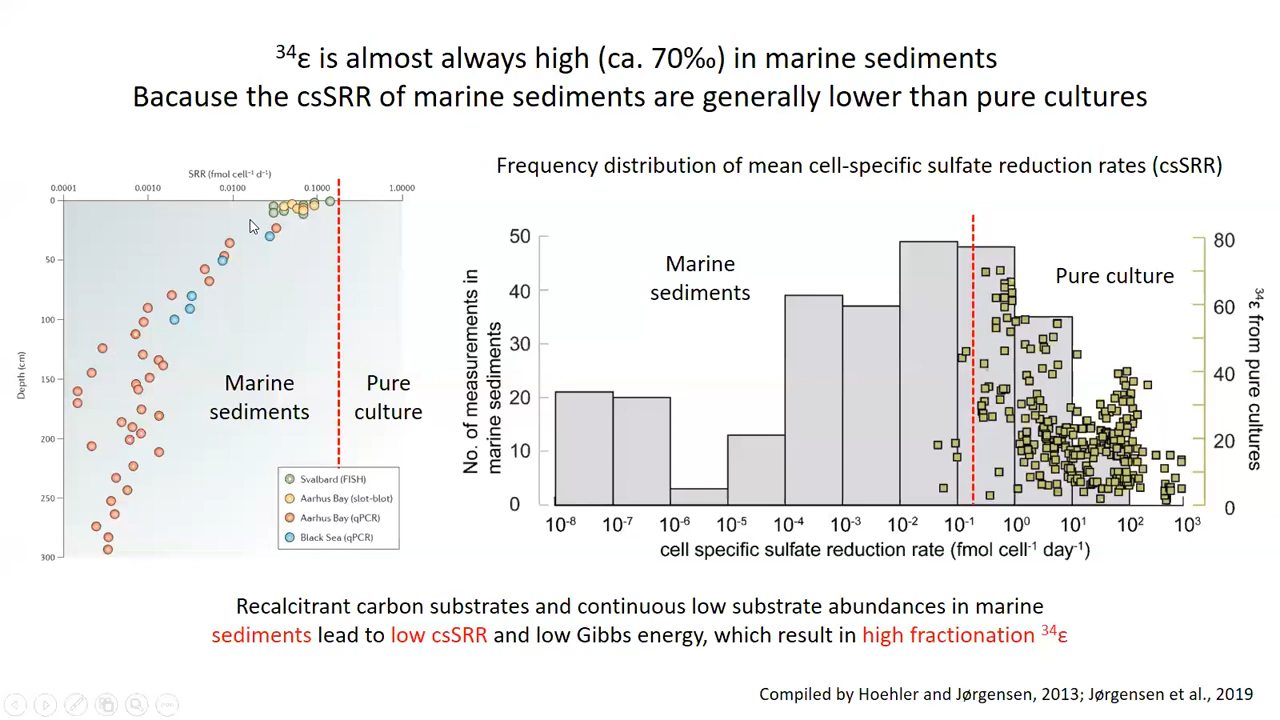 ³⁴ε is almost always high (ca. 70‰) in marine sediments
Bacause the csSRR of marine sediments are generally lower than pure cultures
SRR (fmol cell⁻¹ d⁻¹)
0.0001 0.0010 0.0100 0.1000 1.0000
0
50
100
150
200
250
300
Depth (cm)
Marine
sediments
Pure
culture
Svalbard (FISH)
Aarhus Bay (slot-blot)
Aarhus Bay (qPCR)
Black Sea (qPCR)
Frequency distribution of mean cell-specific sulfate reduction rates (csSRR)
No. of measurements in
marine sediments
50
40
30
20
10
0
Marine
sediments
Pure culture
80
60
40
20
0
³⁴ε from pure cultures
10⁻⁸ 10⁻⁷ 10⁻⁶ 10⁻⁵ 10⁻⁴ 10⁻³ 10⁻² 10⁻¹ 10⁰ 10¹ 10² 10³
cell specific sulfate reduction rate (fmol cell⁻¹ day⁻¹)
Recalcitrant carbon substrates and continuous low substrate abundances in marine
sediments lead to low csSRR and low Gibbs energy, which result in high fractionation ³⁴ε
Compiled by Hoehler and Jørgensen, 2013; Jørgensen et al., 2019